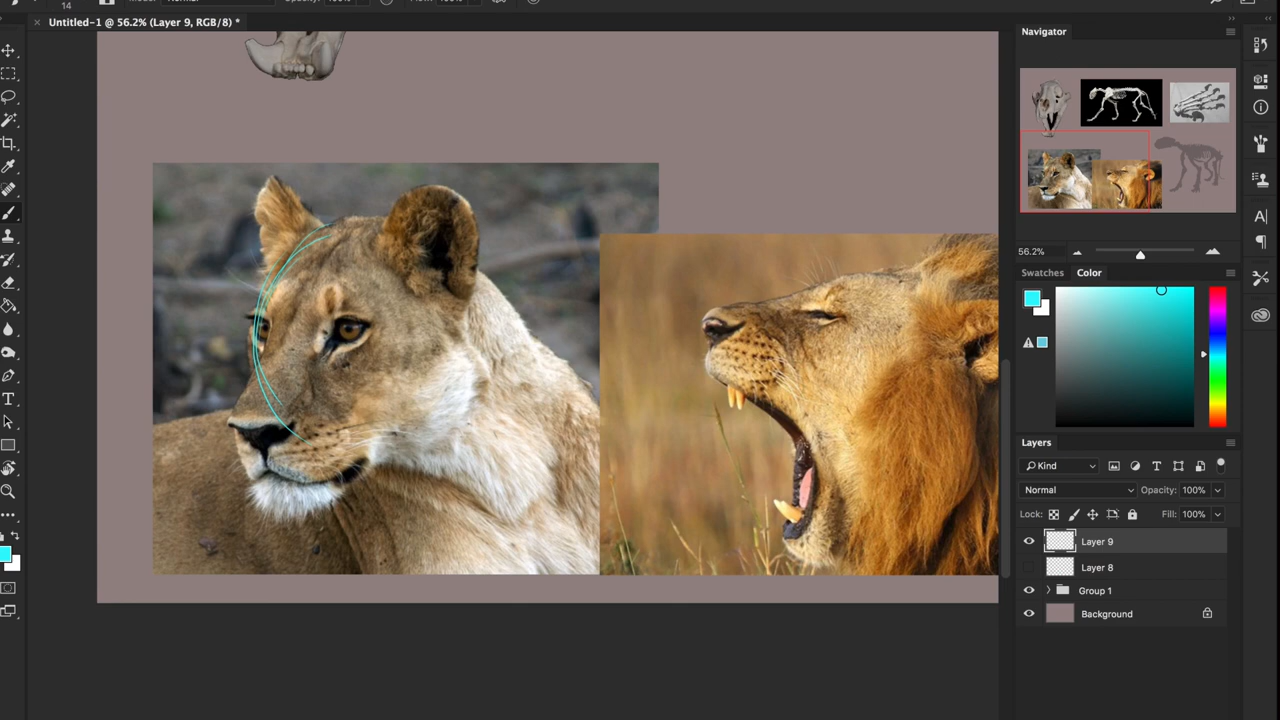 14
Untitled-1 @ 56.2% (Layer 9, RGB/8) *
Navigator
56.2%
Swatches Color
Layers
Kind
Normal Opacity: 100%
Lock: Fill: 100%
Layer 9
Layer 8
Group 1
Background